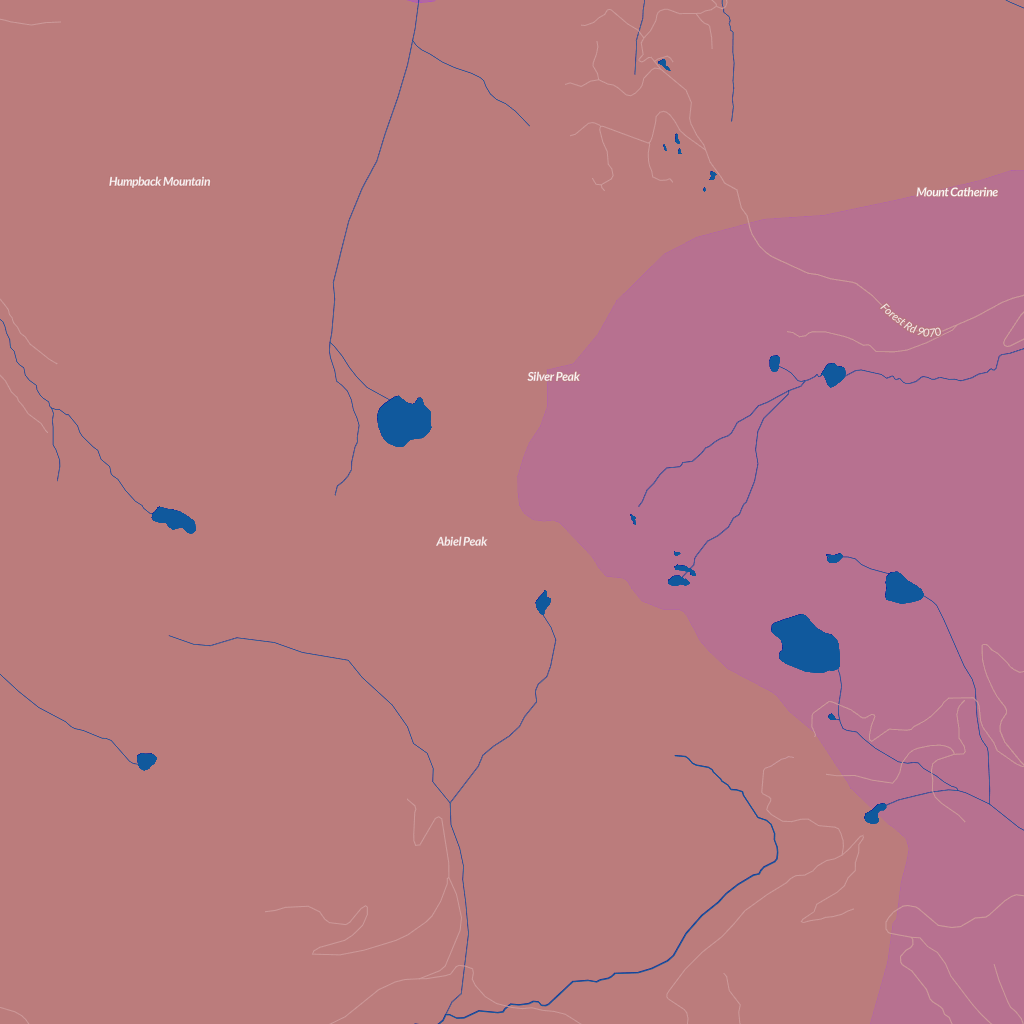 Humpback Mountain
Mount Catherine
Forest Rd 9070
Silver Peak
Abiel Peak